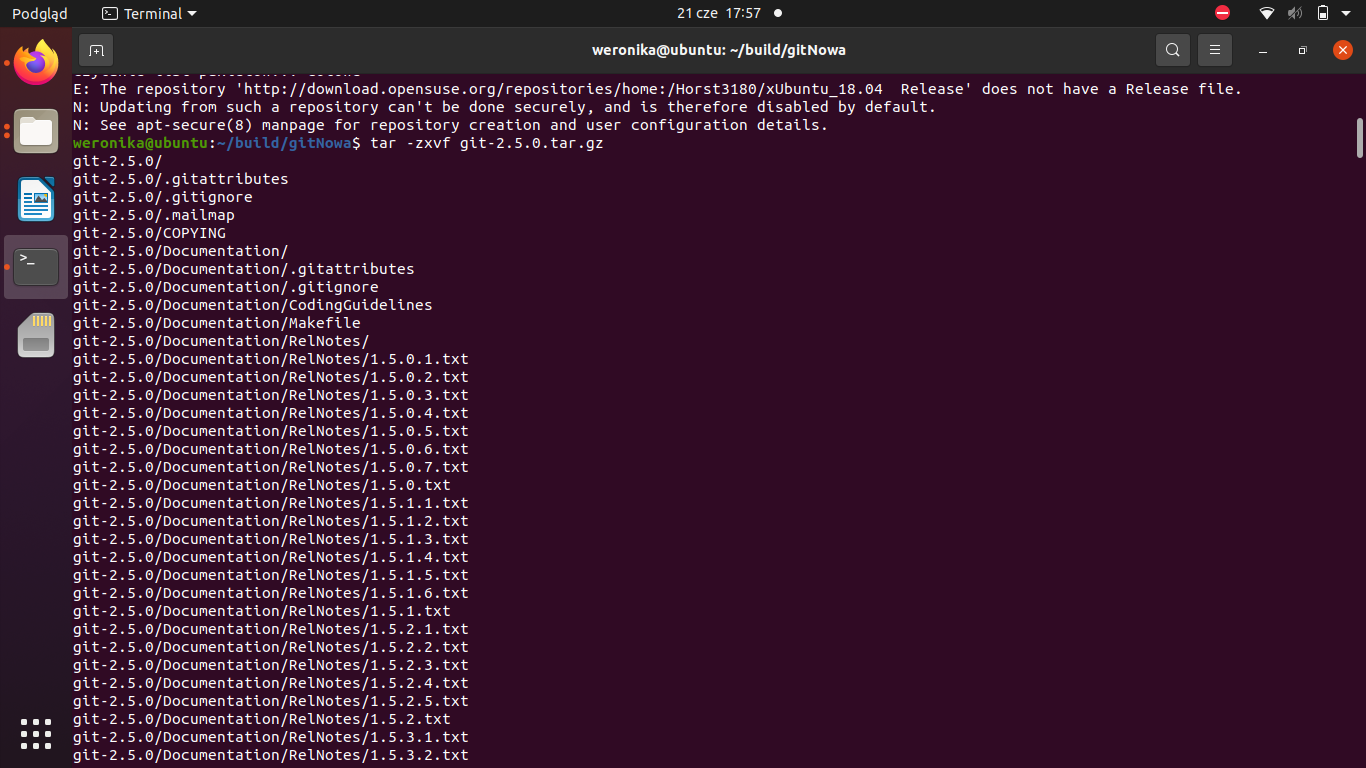 Podgląd
Terminal
21 cze 17:57
weronika@ubuntu: ~/build/gitNowa
E: The repository 'http://download.opensuse.org/repositories/home:/Horst3180/xUbuntu_18.04  Release' does not have a Release file.
N: Updating from such a repository can't be done securely, and is therefore disabled by default.
N: See apt-secure(8) manpage for repository creation and user configuration details.
weronika@ubuntu:~/build/gitNowa$ tar -zxvf git-2.5.0.tar.gz
git-2.5.0/
git-2.5.0/.gitattributes
git-2.5.0/.gitignore
git-2.5.0/.mailmap
git-2.5.0/COPYING
git-2.5.0/Documentation/
git-2.5.0/Documentation/.gitattributes
git-2.5.0/Documentation/.gitignore
git-2.5.0/Documentation/CodingGuidelines
git-2.5.0/Documentation/Makefile
git-2.5.0/Documentation/RelNotes/
git-2.5.0/Documentation/RelNotes/1.5.0.1.txt
git-2.5.0/Documentation/RelNotes/1.5.0.2.txt
git-2.5.0/Documentation/RelNotes/1.5.0.3.txt
git-2.5.0/Documentation/RelNotes/1.5.0.4.txt
git-2.5.0/Documentation/RelNotes/1.5.0.5.txt
git-2.5.0/Documentation/RelNotes/1.5.0.6.txt
git-2.5.0/Documentation/RelNotes/1.5.0.7.txt
git-2.5.0/Documentation/RelNotes/1.5.0.txt
git-2.5.0/Documentation/RelNotes/1.5.1.1.txt
git-2.5.0/Documentation/RelNotes/1.5.1.2.txt
git-2.5.0/Documentation/RelNotes/1.5.1.3.txt
git-2.5.0/Documentation/RelNotes/1.5.1.4.txt
git-2.5.0/Documentation/RelNotes/1.5.1.5.txt
git-2.5.0/Documentation/RelNotes/1.5.1.6.txt
git-2.5.0/Documentation/RelNotes/1.5.1.txt
git-2.5.0/Documentation/RelNotes/1.5.2.1.txt
git-2.5.0/Documentation/RelNotes/1.5.2.2.txt
git-2.5.0/Documentation/RelNotes/1.5.2.3.txt
git-2.5.0/Documentation/RelNotes/1.5.2.4.txt
git-2.5.0/Documentation/RelNotes/1.5.2.5.txt
git-2.5.0/Documentation/RelNotes/1.5.2.txt
git-2.5.0/Documentation/RelNotes/1.5.3.1.txt
git-2.5.0/Documentation/RelNotes/1.5.3.2.txt